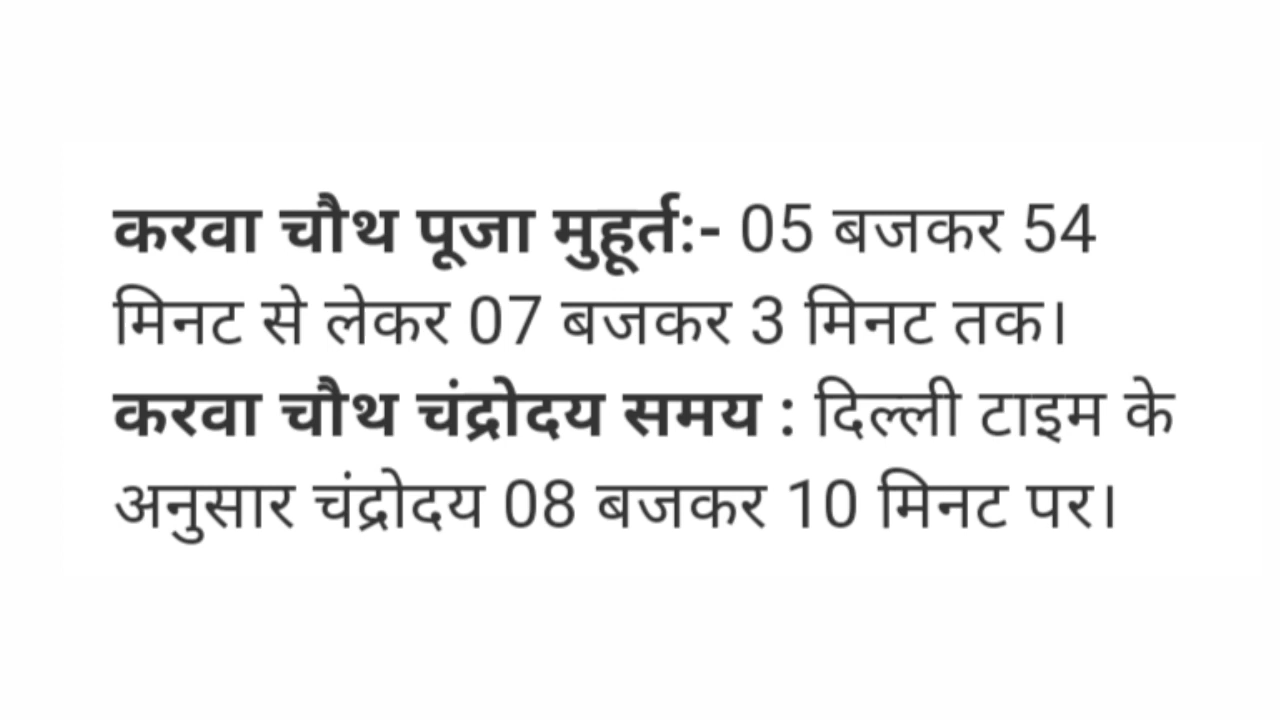 करवा चौथ पूजा मुहूर्त:- 05 बजकर 54
मिनट से लेकर 07 बजकर 3 मिनट तक।
करवा चौथ चंद्रोदय समय : दिल्ली टाइम के
अनुसार चंद्रोदय 08 बजकर 10 मिनट पर।